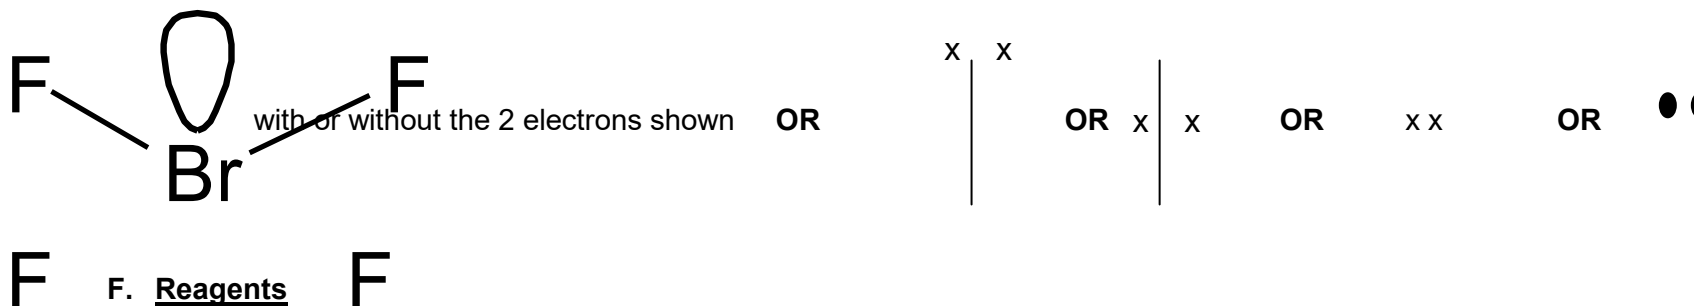 x x
F F
with or without the 2 electrons shown OR OR x x OR x x OR
Br
F F. Reagents F